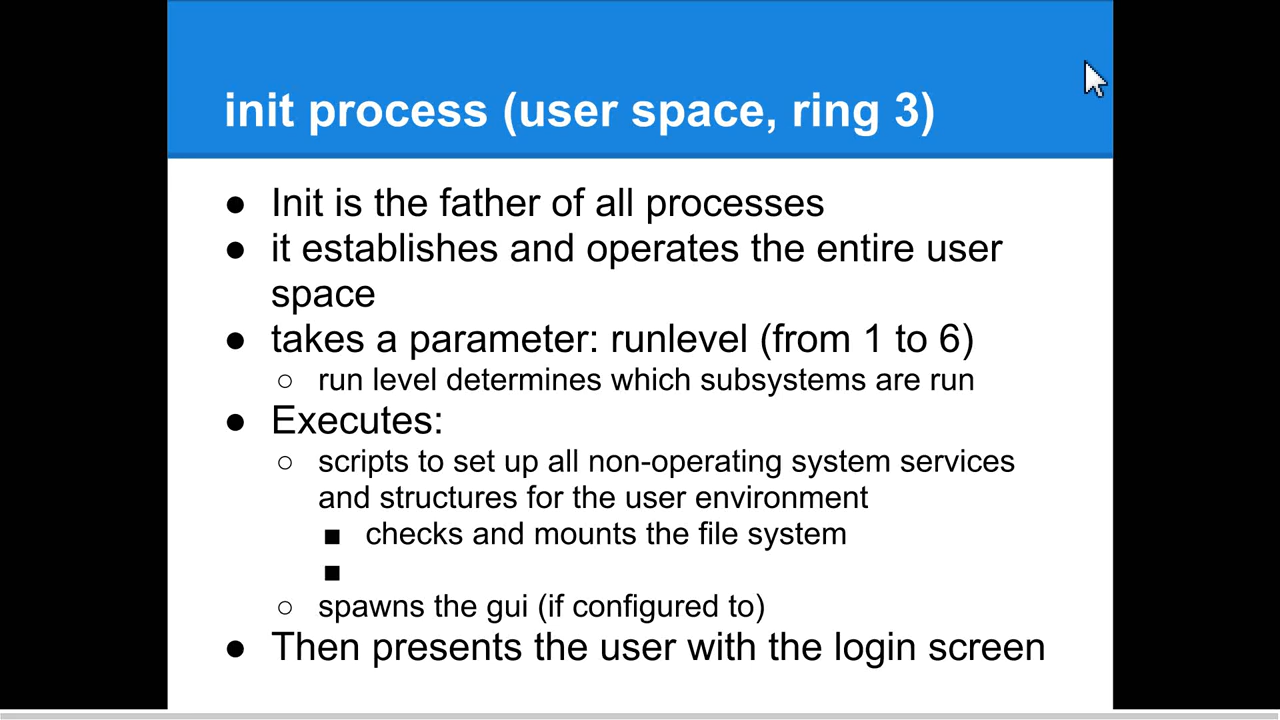 init process (user space, ring 3)
● Init is the father of all processes
● it establishes and operates the entire user
space
● takes a parameter: runlevel (from 1 to 6)
○ run level determines which subsystems are run
● Executes:
○ scripts to set up all non-operating system services
and structures for the user environment
■ checks and mounts the file system
■
○ spawns the gui (if configured to)
● Then presents the user with the login screen